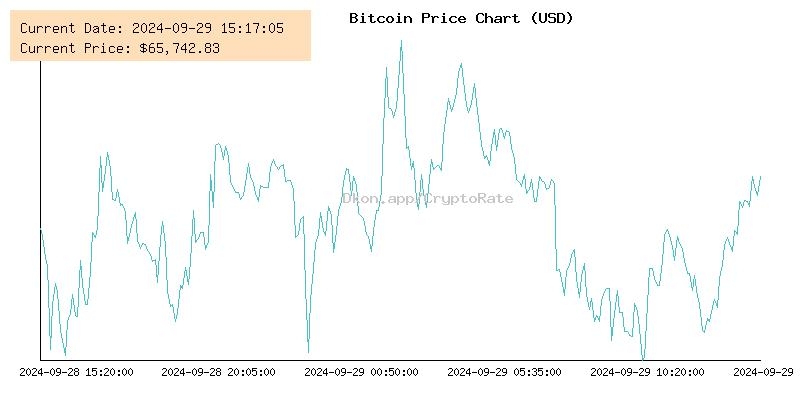 Bitcoin Price Chart (USD)
Current Date: 2024-09-29 15:17:05
Current Price: $65,742.83
Dkon.app/CryptoRate
2024-09-28 15:20:00 2024-09-28 20:05:00 2024-09-29 00:50:00 2024-09-29 05:35:00 2024-09-29 10:20:00 2024-09-29